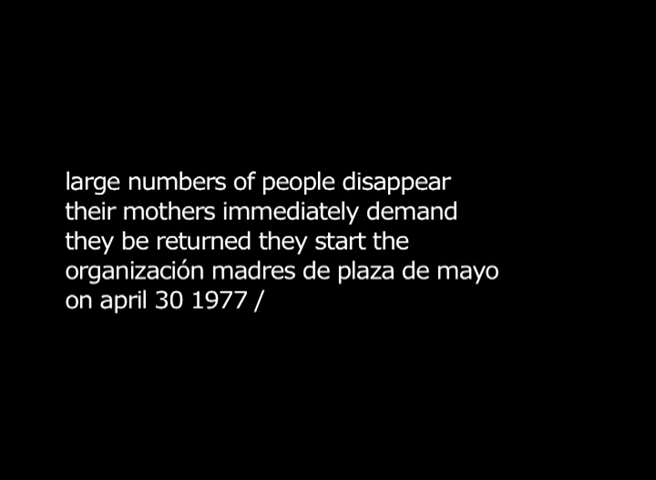 large numbers of people disappear
their mothers immediately demand
they be returned they start the
organización madres de plaza de mayo
on april 30 1977 /